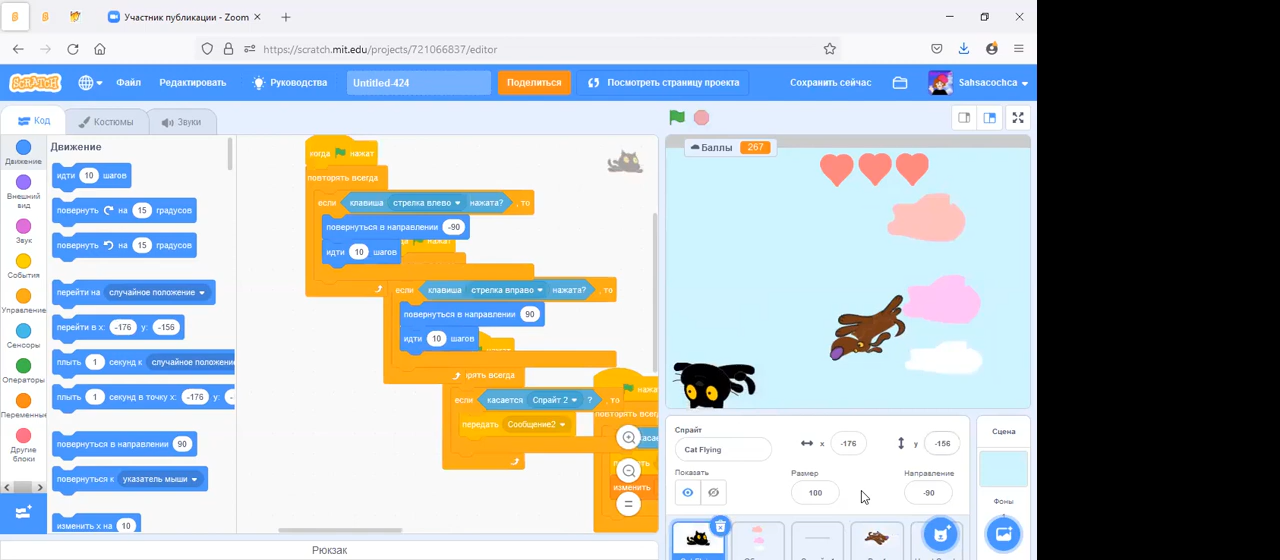 Участник публикации - Zoom
https://scratch.mit.edu/projects/721066837/editor
SCRATCH
Файл
Редактировать
Руководства
Untitled-424
Поделиться
Посмотреть страницу проекта
Сохранить сейчас
Sahsacochca
Код
Костюмы
Звуки
Движение
Внешний вид
Звук
События
Управление
Сенсоры
Операторы
Переменные
Другие блоки
Движение
идти 10 шагов
повернуть на 15 градусов
повернуть на 15 градусов
перейти на случайное положение
перейти в x: -176 y: -156
плыть 1 секунд к случайное
плыть 1 секунд в точку x: -176 y:
повернуться в направлении 90
повернуться к указатель мыши
изменить x на 10
когда нажат
повторять всегда
если клавиша стрелка влево нажата? , то
повернуться в направлении -90
идти 10 шагов
если клавиша стрелка вправо нажата? , то
повернуться в направлении 90
идти 10 шагов
если касается Спрайт 2 ? , то
передать Сообщение2
изменить
Баллы 267
Спрайт
Cat Flying
x -176
y -156
Показать
Размер
100
Направление
-90
Сцена
Фоны
Рюкзак